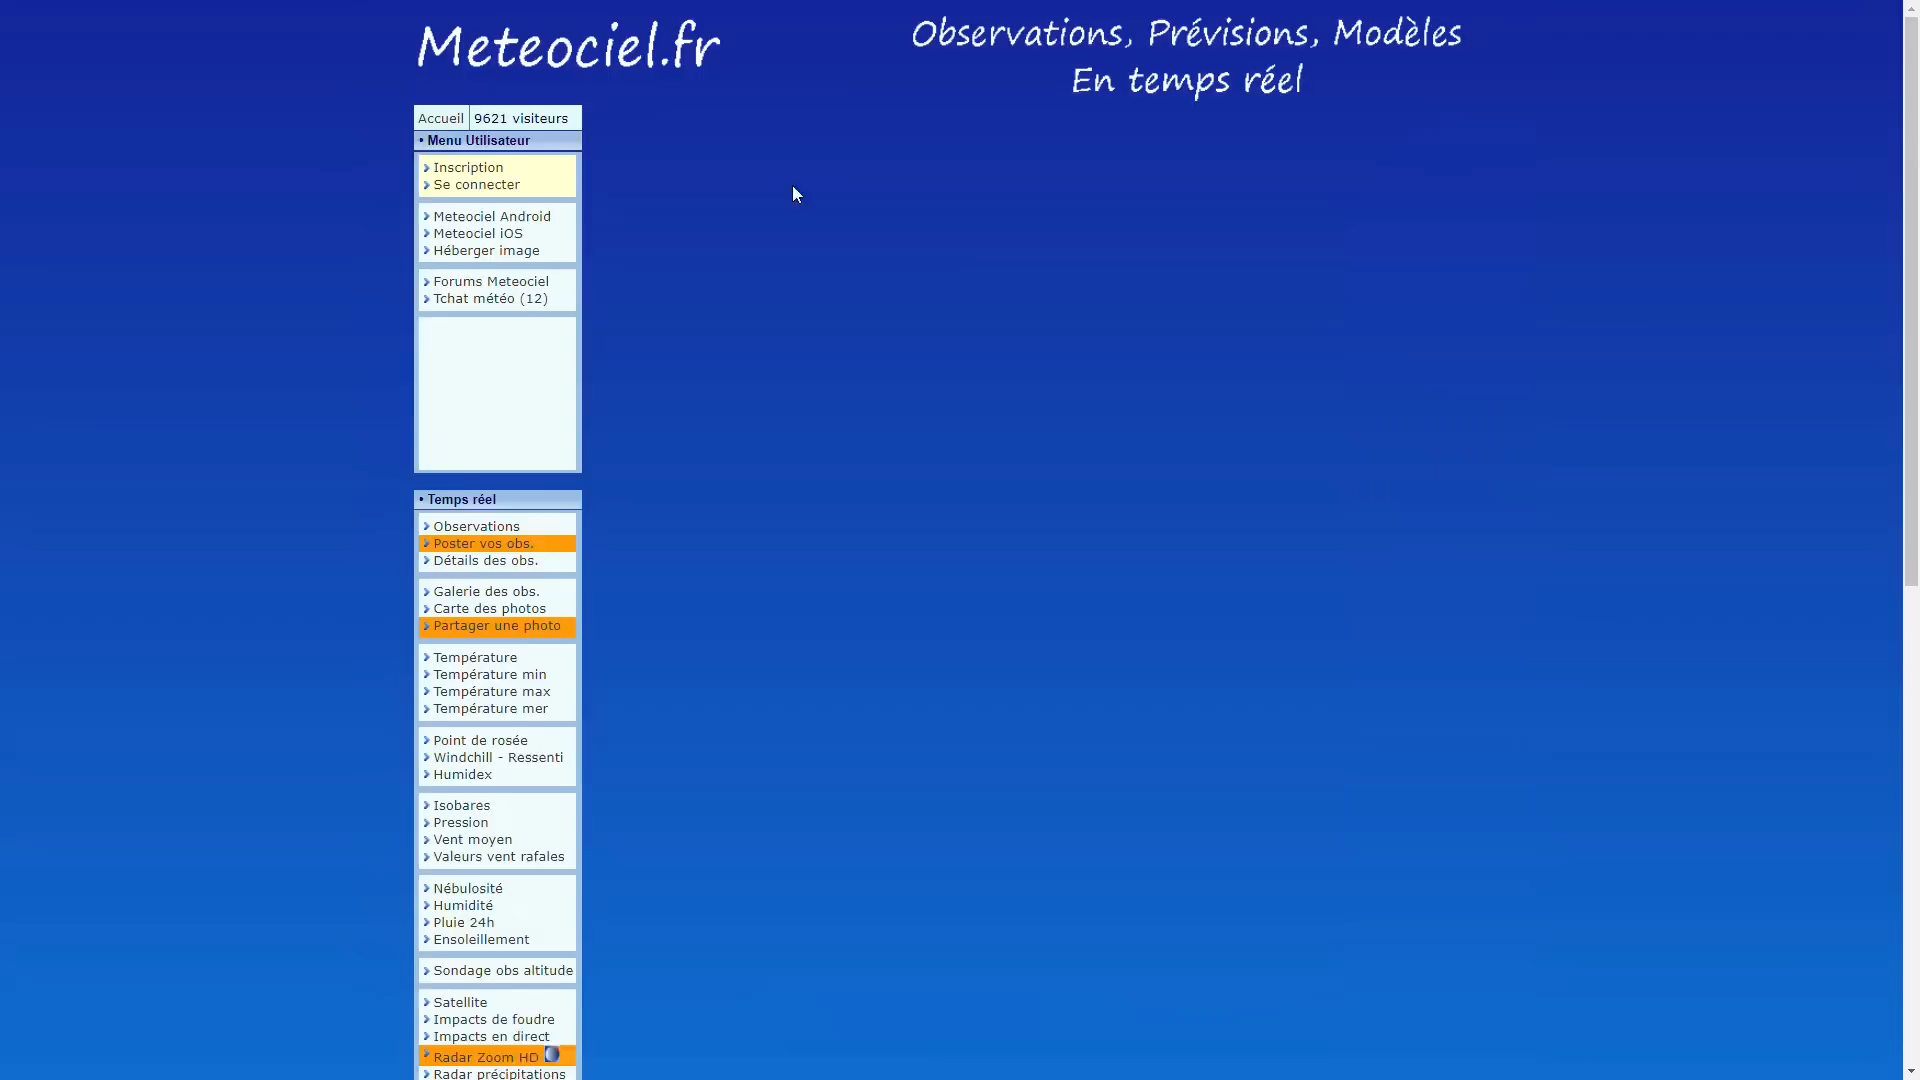 Meteociel.fr
Observations, Prévisions, Modèles
En temps réel
Accueil
9621 visiteurs
• Menu Utilisateur
Inscription
Se connecter
Meteociel Android
Meteociel iOS
Héberger image
Forums Meteociel
Tchat météo (12)
• Temps réel
Observations
Poster vos obs.
Détails des obs.
Galerie des obs.
Carte des photos
Partager une photo
Température
Température min
Température max
Température mer
Point de rosée
Windchill - Ressenti
Humidex
Isobares
Pression
Vent moyen
Valeurs vent rafales
Nébulosité
Humidité
Pluie 24h
Ensoleillement
Sondage obs altitude
Satellite
Impacts de foudre
Impacts en direct
Radar Zoom HD
Radar précipitations